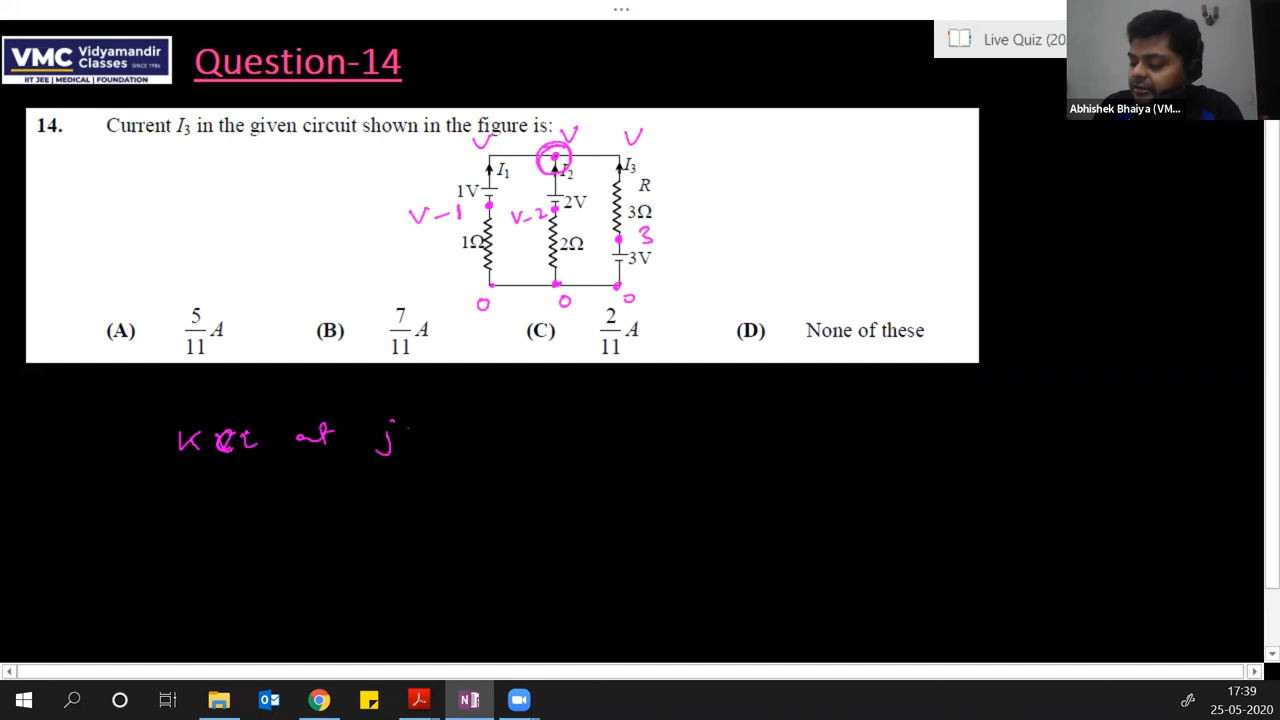 ...
VMC Vidyamandir Classes SINCE 1986
IIT JEE | MEDICAL | FOUNDATION
Question-14
Live Quiz (20
Abhishek Bhaiya (VM...
14. Current I3 in the given circuit shown in the figure is:
V V V
I1 I2 I3
1V 2V R
V-1 V-2 3Ω
3
1Ω 2Ω 3V
0 0 0
(A) 5/11 A (B) 7/11 A (C) 2/11 A (D) None of these
KCL at j
17:39
25-05-2020